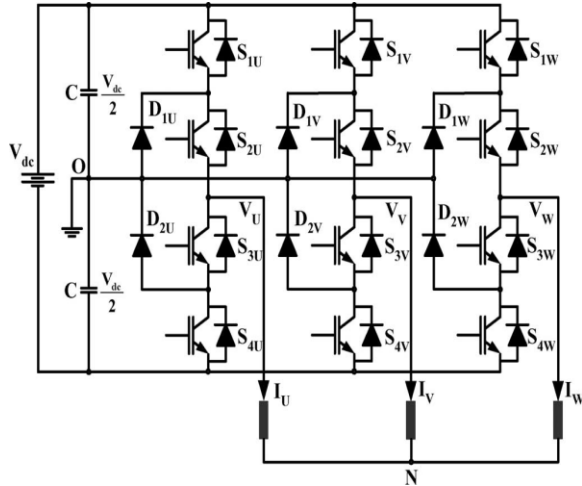 S1U
S1V
S1W
C
Vdc/2
D1U
D1V
D1W
S2U
S2V
S2W
Vdc
O
VU
VV
VW
D2U
D2V
D2W
S3U
S3V
S3W
C
Vdc/2
S4U
S4V
S4W
IU
IV
IW
N